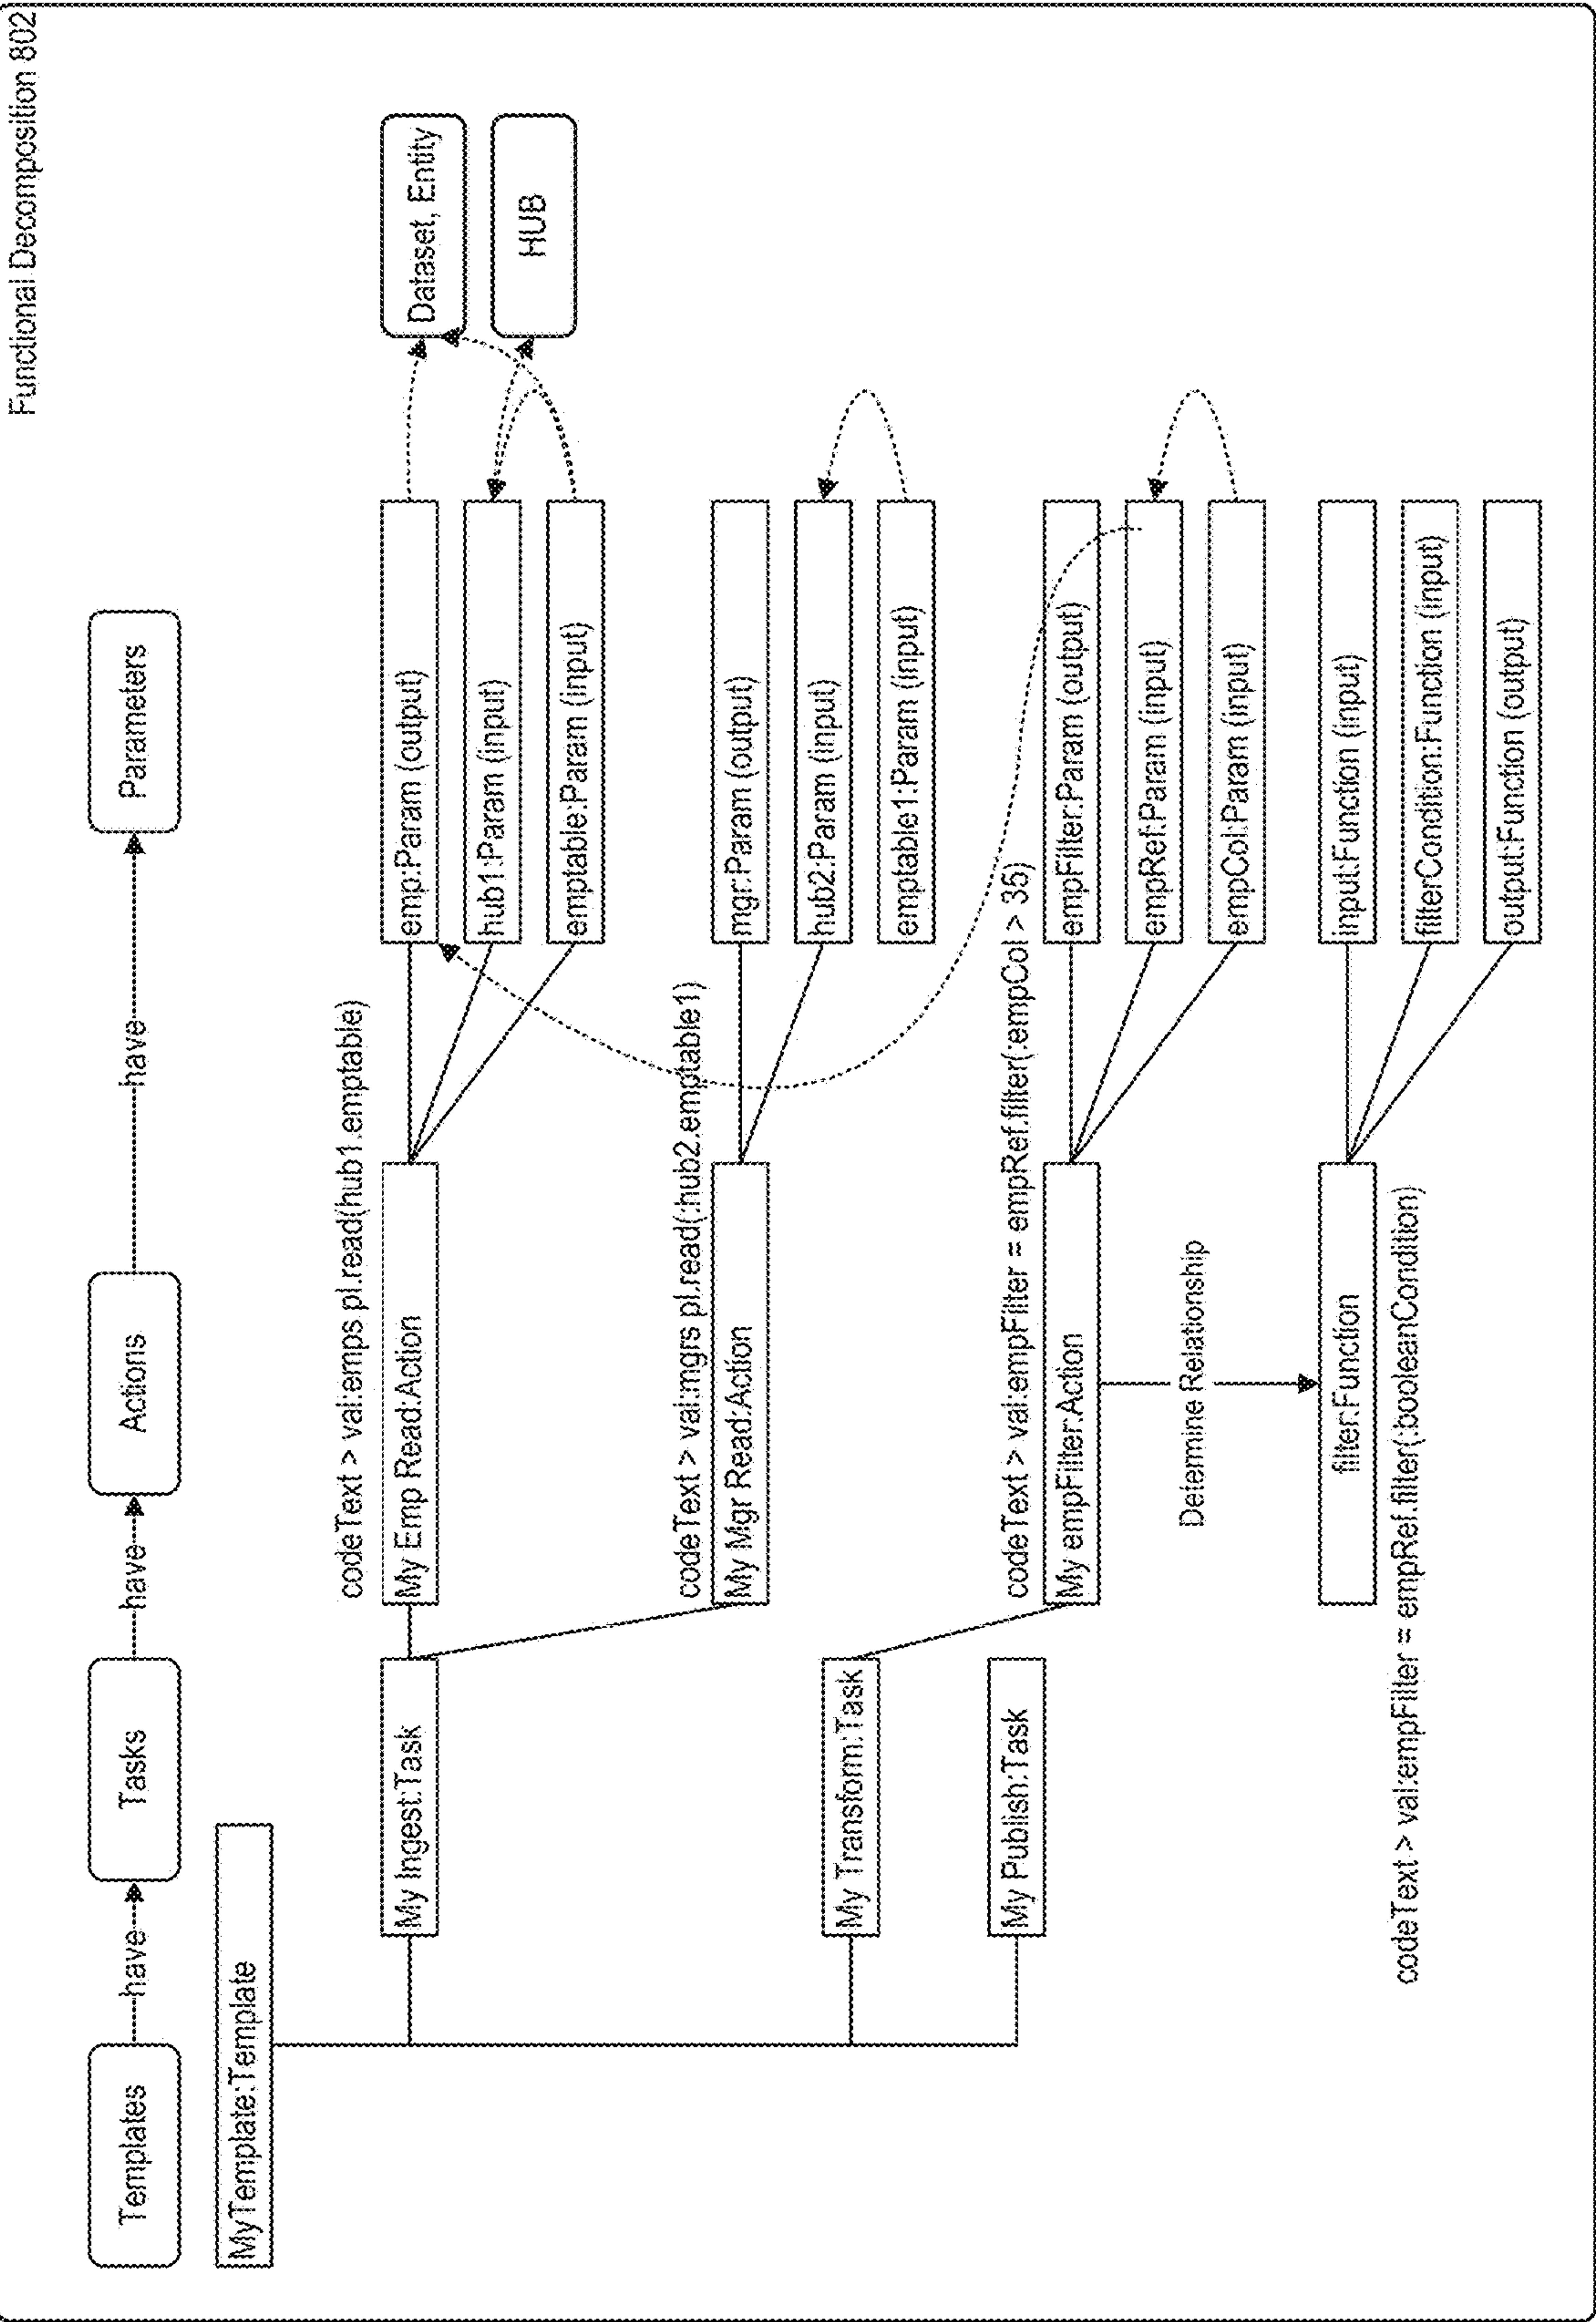 Functional Decomposition 802
Templates
have
Tasks
have
Actions
have
Parameters
MyTemplate:Template
codeText > val:emps pl.read(hub1.emptable)
My Ingest:Task
My Emp Read:Action
emp:Param (output)
Dataset, Entity
hub1:Param (input)
HUB
emptable:Param (input)
codeText > val:mgrs pl.read(:hub2.emptable1)
My Mgr Read:Action
mgr:Param (output)
hub2:Param (input)
My Transform:Task
emptable1:Param (input)
codeText > val:empFilter = empRef.filter(:empCol > 35)
My Publish:Task
My empFilter:Action
empFilter:Param (output)
empRef:Param (input)
Determine Relationship
empCol:Param (input)
filter:Function
input:Function (input)
codeText > val:empFilter = empRef.filter(:booleanCondition)
filterCondition:Function (input)
output:Function (output)